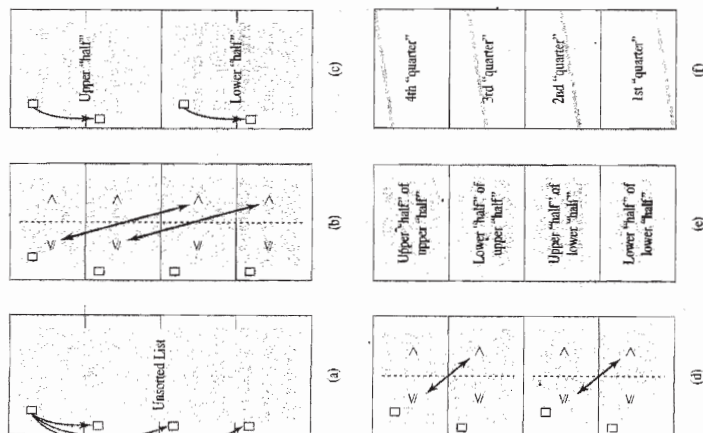 Unsorted List
(a)
≤ >
≤ >
≤ >
≤ >
(b)
Upper "half"
Lower "half"
(c)
≤ >
≤ >
≤ >
≤ >
(d)
Upper "half" of
upper "half"
Lower "half" of
upper "half"
Upper "half" of
lower "half"
Lower "half" of
lower "half
(e)
4th "quarter"
3rd "quarter"
2nd "quarter"
1st "quarter"
(f)